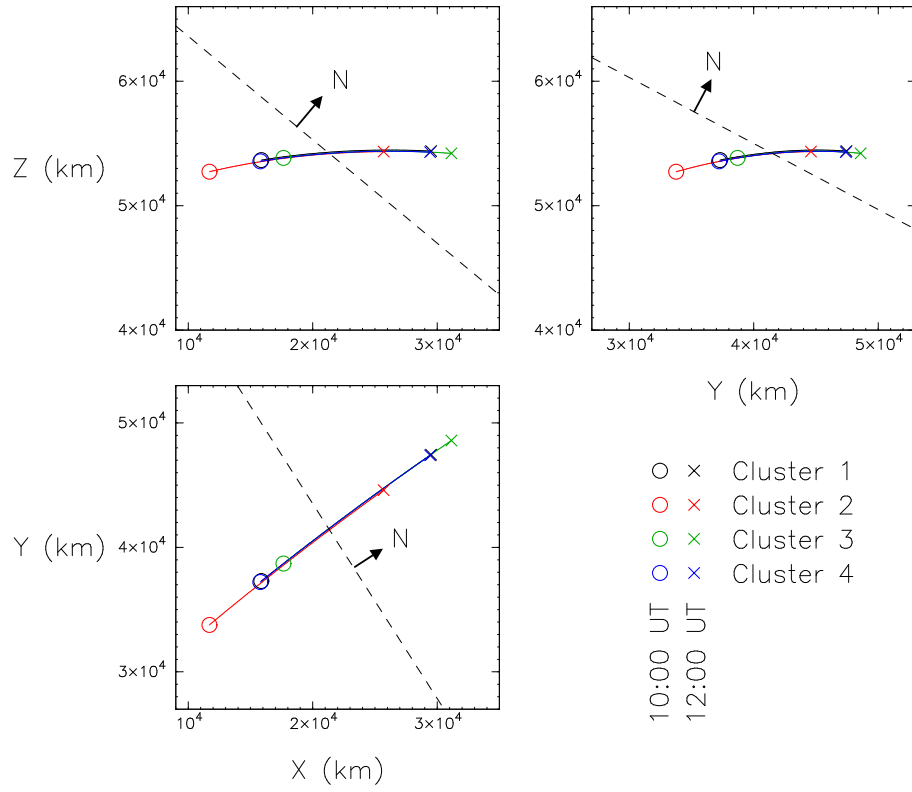 6×10⁴
5×10⁴
4×10⁴
Z (km)
N
10⁴
2×10⁴
3×10⁴
6×10⁴
5×10⁴
4×10⁴
N
3×10⁴
4×10⁴
5×10⁴
Y (km)
5×10⁴
4×10⁴
3×10⁴
Y (km)
N
10⁴
2×10⁴
3×10⁴
X (km)
Cluster 1
Cluster 2
Cluster 3
Cluster 4
10:00 UT
12:00 UT